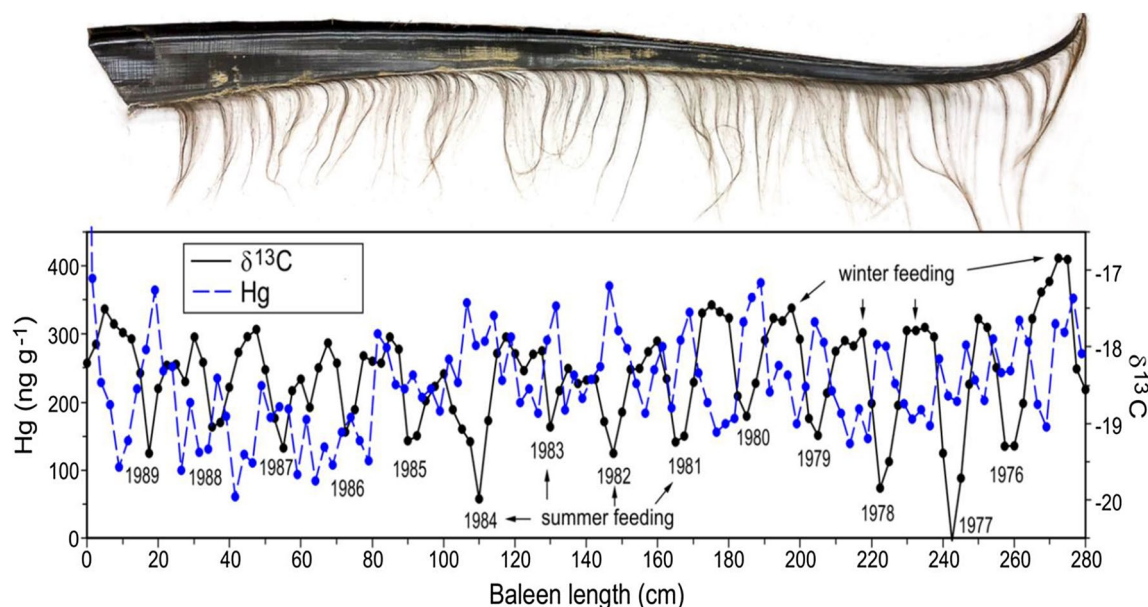 δ13C
Hg
winter feeding
summer feeding
1989
1988
1987
1986
1985
1984
1983
1982
1981
1980
1979
1978
1977
1976
Hg (ng g-1)
400
300
200
100
0
-17
-18
-19
-20
δ13C
0 20 40 60 80 100 120 140 160 180 200 220 240 260 280
Baleen length (cm)